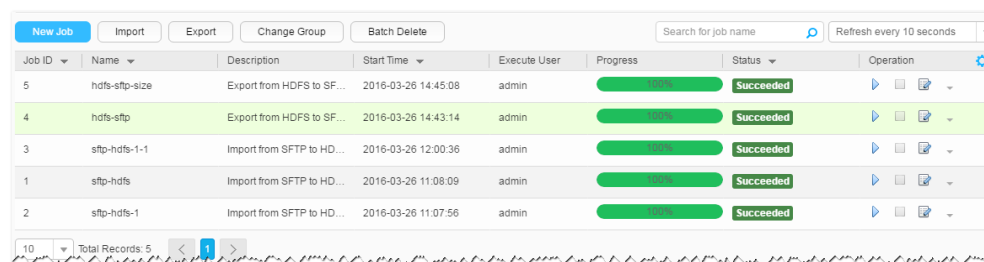 New Job Import Export Change Group Batch Delete Search for job name Refresh every 10 seconds
Job ID Name Description Start Time Execute User Progress Status Operation
5 hdfs-sftp-size Export from HDFS to SF... 2016-03-26 14:45:08 admin 100% Succeeded
4 hdfs-sftp Export from HDFS to SF... 2016-03-26 14:43:14 admin 100% Succeeded
3 sftp-hdfs-1-1 Import from SFTP to HD... 2016-03-26 12:00:36 admin 100% Succeeded
1 sftp-hdfs Import from SFTP to HD... 2016-03-26 11:08:09 admin 100% Succeeded
2 sftp-hdfs-1 Import from SFTP to HD... 2016-03-26 11:07:56 admin 100% Succeeded
10 Total Records: 5 < 1 >